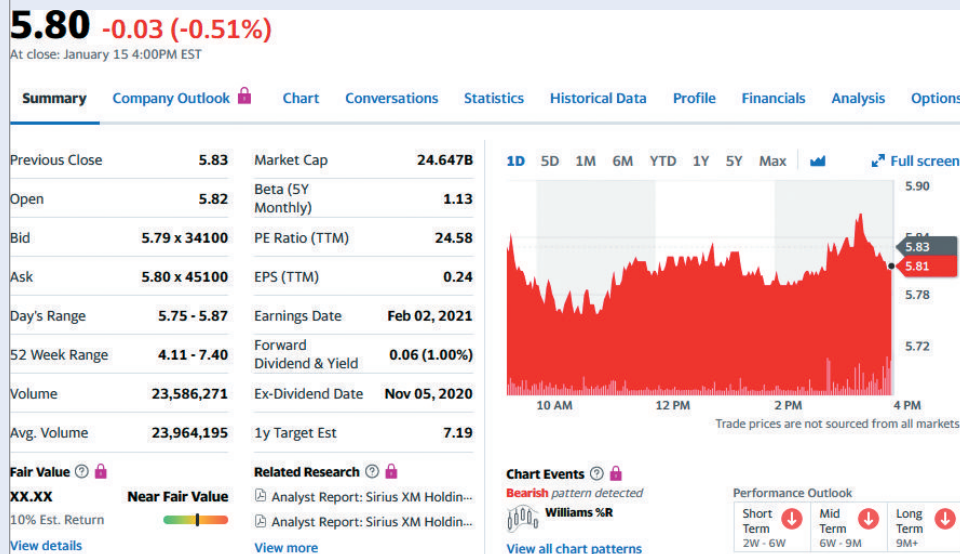 5.80 -0.03 (-0.51%)
At close: January 15 4:00PM EST
Summary Company Outlook Chart Conversations Statistics Historical Data Profile Financials Analysis Options
Previous Close 5.83
Open 5.82
Bid 5.79 x 34100
Ask 5.80 x 45100
Day's Range 5.75 - 5.87
52 Week Range 4.11 - 7.40
Volume 23,586,271
Avg. Volume 23,964,195
Market Cap 24.647B
Beta (5Y
Monthly) 1.13
PE Ratio (TTM) 24.58
EPS (TTM) 0.24
Earnings Date Feb 02, 2021
Forward
Dividend & Yield 0.06 (1.00%)
Ex-Dividend Date Nov 05, 2020
1y Target Est 7.19
1D 5D 1M 6M YTD 1Y 5Y Max Full screen
5.90
5.84
5.83
5.81
5.78
5.72
10 AM 12 PM 2 PM 4 PM
Trade prices are not sourced from all markets
Fair Value
XX.XX Near Fair Value
10% Est. Return
View details
Related Research
Analyst Report: Sirius XM Holdin...
Analyst Report: Sirius XM Holdin...
View more
Chart Events
Bearish pattern detected
Williams %R
View all chart patterns
Performance Outlook
Short
Term
2W - 6W
Mid
Term
6W - 9M
Long
Term
9M+